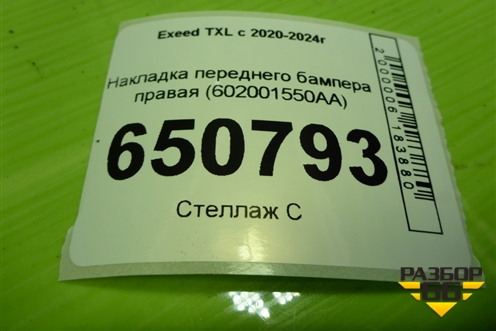 Exeed TXL с 2020-2024г
Накладка переднего бампера
правая (602001550AA)
650793
Стеллаж С
2000006183880
РАЗБОР
66